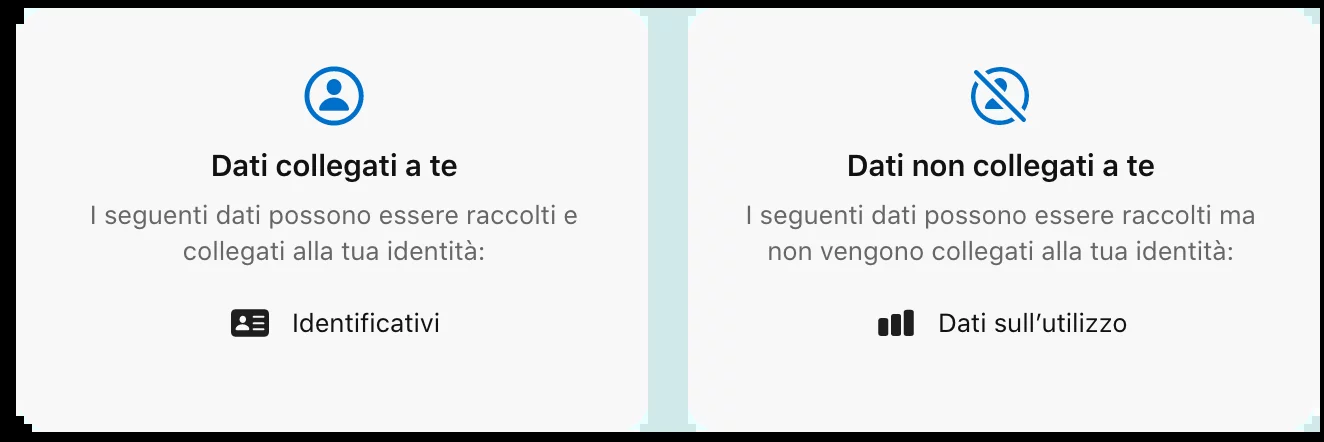 Dati collegati a te
I seguenti dati possono essere raccolti e
collegati alla tua identità:
Identificativi
Dati non collegati a te
I seguenti dati possono essere raccolti ma
non vengono collegati alla tua identità:
Dati sull’utilizzo